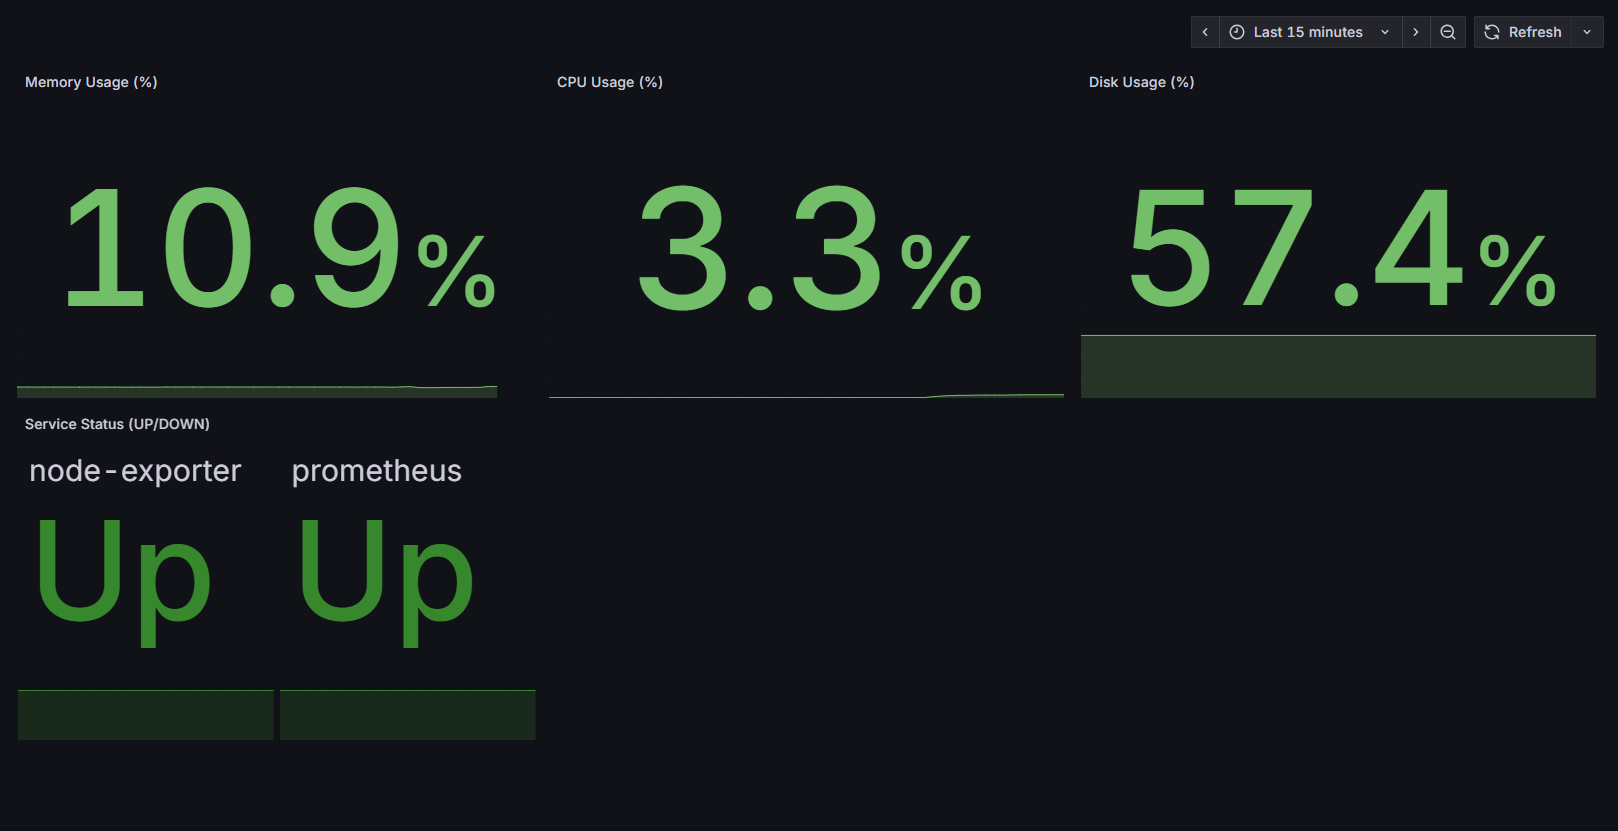 Last 15 minutes
Refresh
Memory Usage (%)
CPU Usage (%)
Disk Usage (%)
10.9%
3.3%
57.4%
Service Status (UP/DOWN)
node-exporter
prometheus
Up
Up